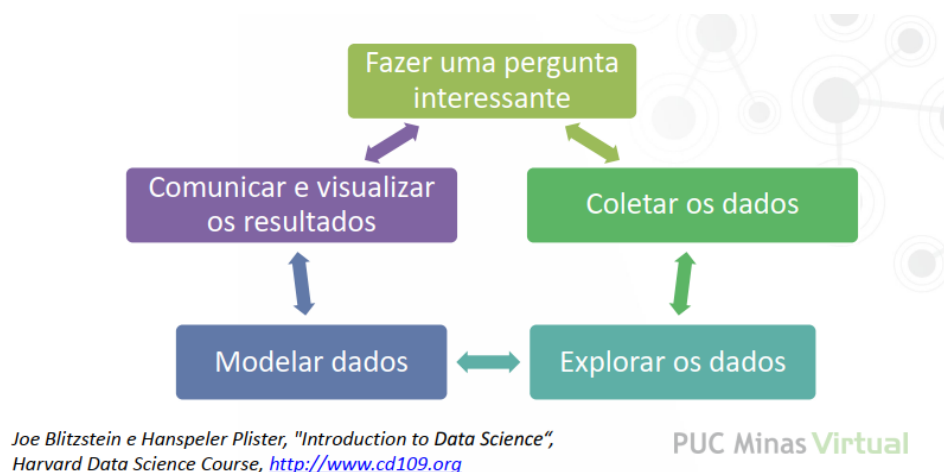 Fazer uma pergunta
interessante
Comunicar e visualizar
os resultados
Coletar os dados
Modelar dados
Explorar os dados
Joe Blitzstein e Hanspeler Plister, "Introduction to Data Science“,
Harvard Data Science Course, http://www.cd109.org
PUC Minas Virtual